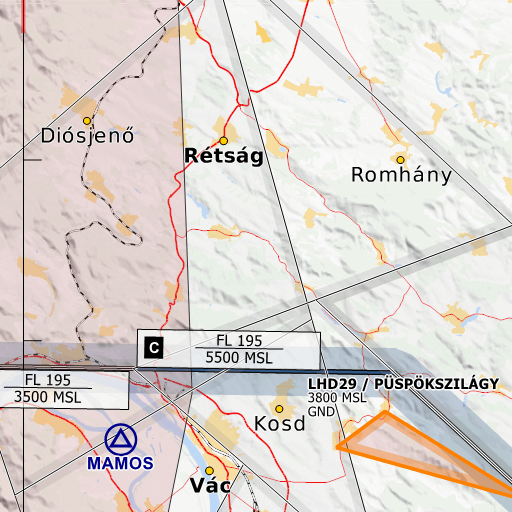 Diósjenő
Rétság
Romhány
C
FL 195
5500 MSL
FL 195
3500 MSL
LHD29 / PÜSPÖKSZILÁGY
3800 MSL
GND
Kosd
MAMOS
Vác